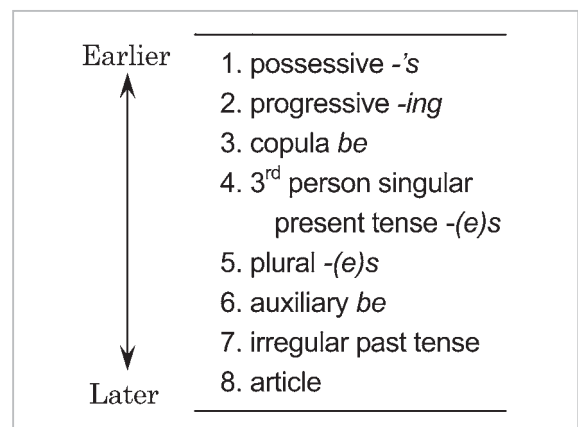 Earlier
1. possessive -'s
2. progressive -ing
3. copula be
4. 3rd person singular
present tense -(e)s
5. plural -(e)s
6. auxiliary be
7. irregular past tense
8. article
Later